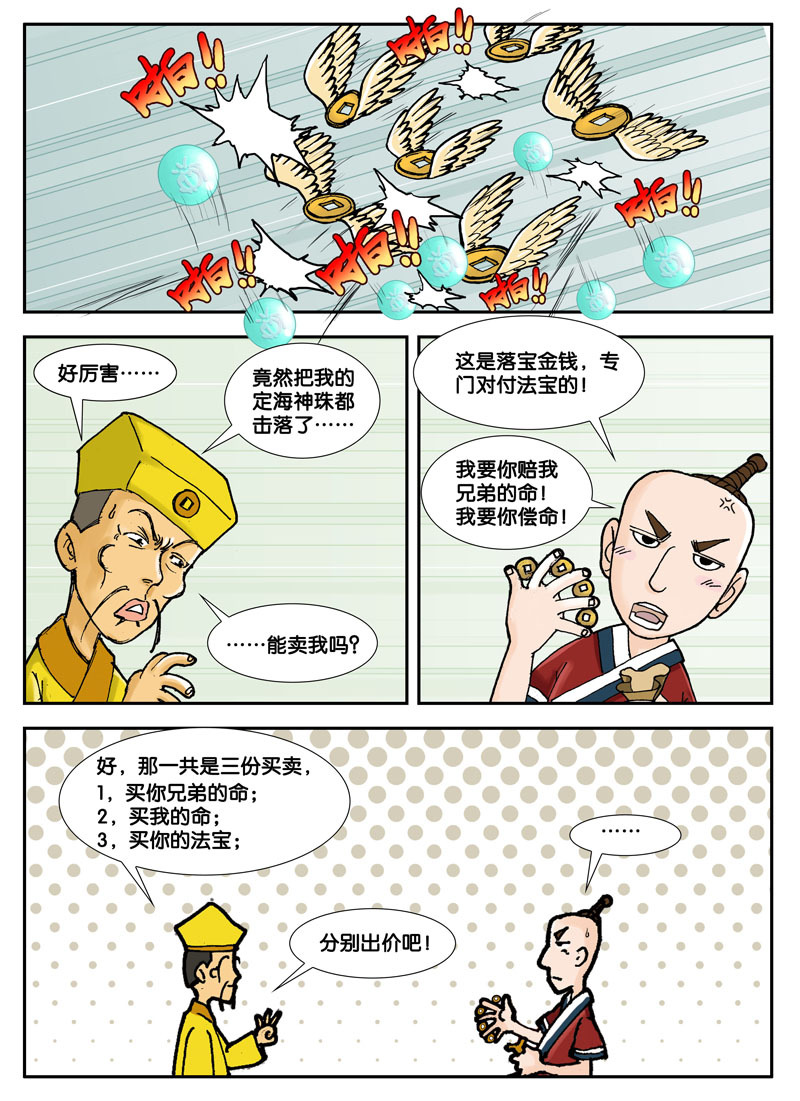 啪!!
啪!!
啪!!
啪!!
啪!!
啪!!
好厉害……
竟然把我的
定海神珠都
击落了……
……能卖我吗?
这是落宝金钱，专
门对付法宝的!
我要你赔我
兄弟的命!
我要你偿命!
好，那一共是三份买卖，
1，买你兄弟的命；
2，买我的命；
3，买你的法宝；
分别出价吧!
……